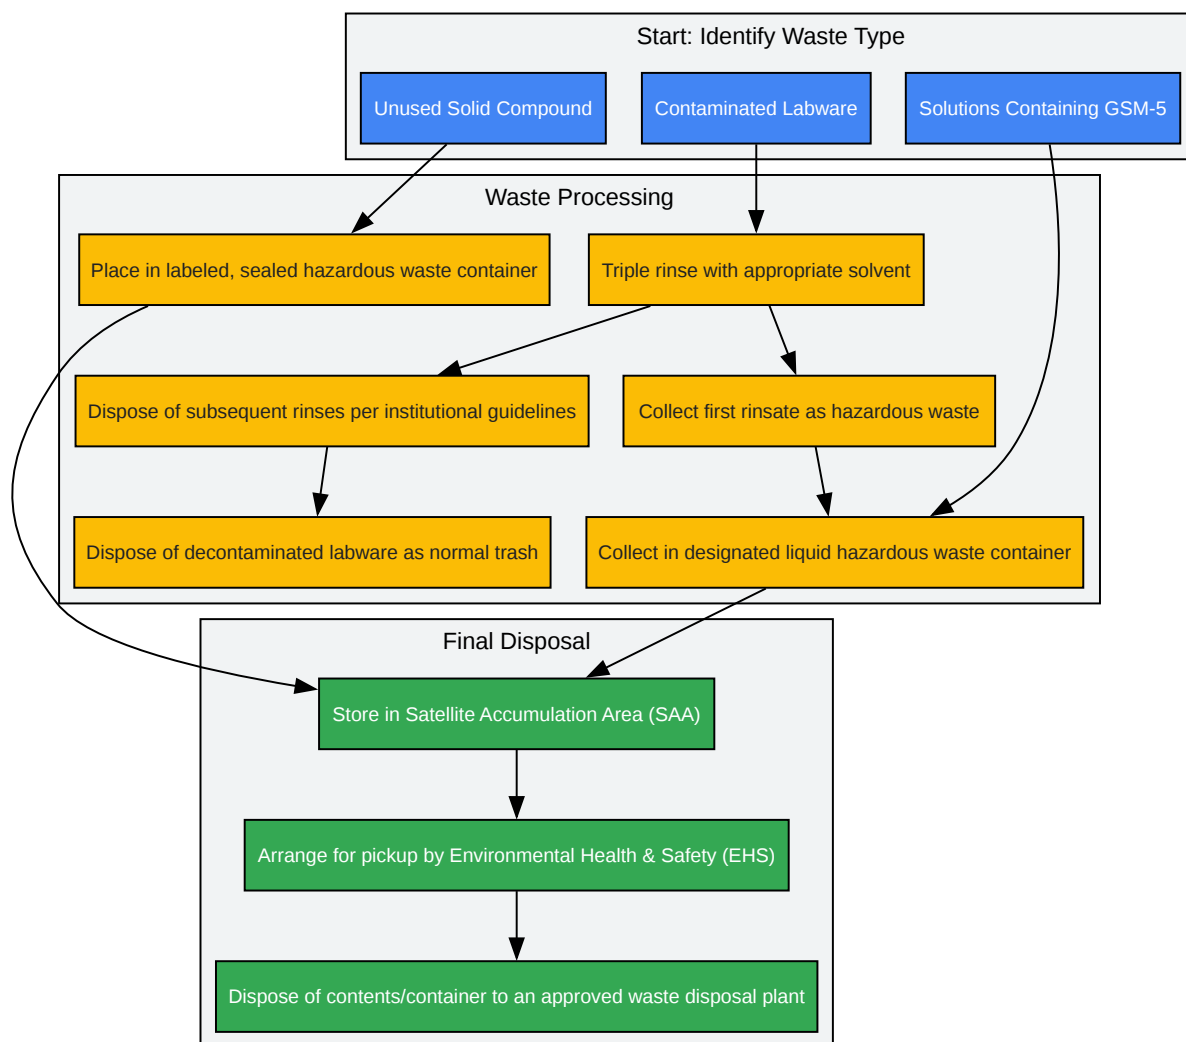 Start: Identify Waste Type
Unused Solid Compound
Contaminated Labware
Solutions Containing GSM-5
Waste Processing
Place in labeled, sealed hazardous waste container
Triple rinse with appropriate solvent
Dispose of subsequent rinses per institutional guidelines
Collect first rinsate as hazardous waste
Dispose of decontaminated labware as normal trash
Collect in designated liquid hazardous waste container
Final Disposal
Store in Satellite Accumulation Area (SAA)
Arrange for pickup by Environmental Health & Safety (EHS)
Dispose of contents/container to an approved waste disposal plant